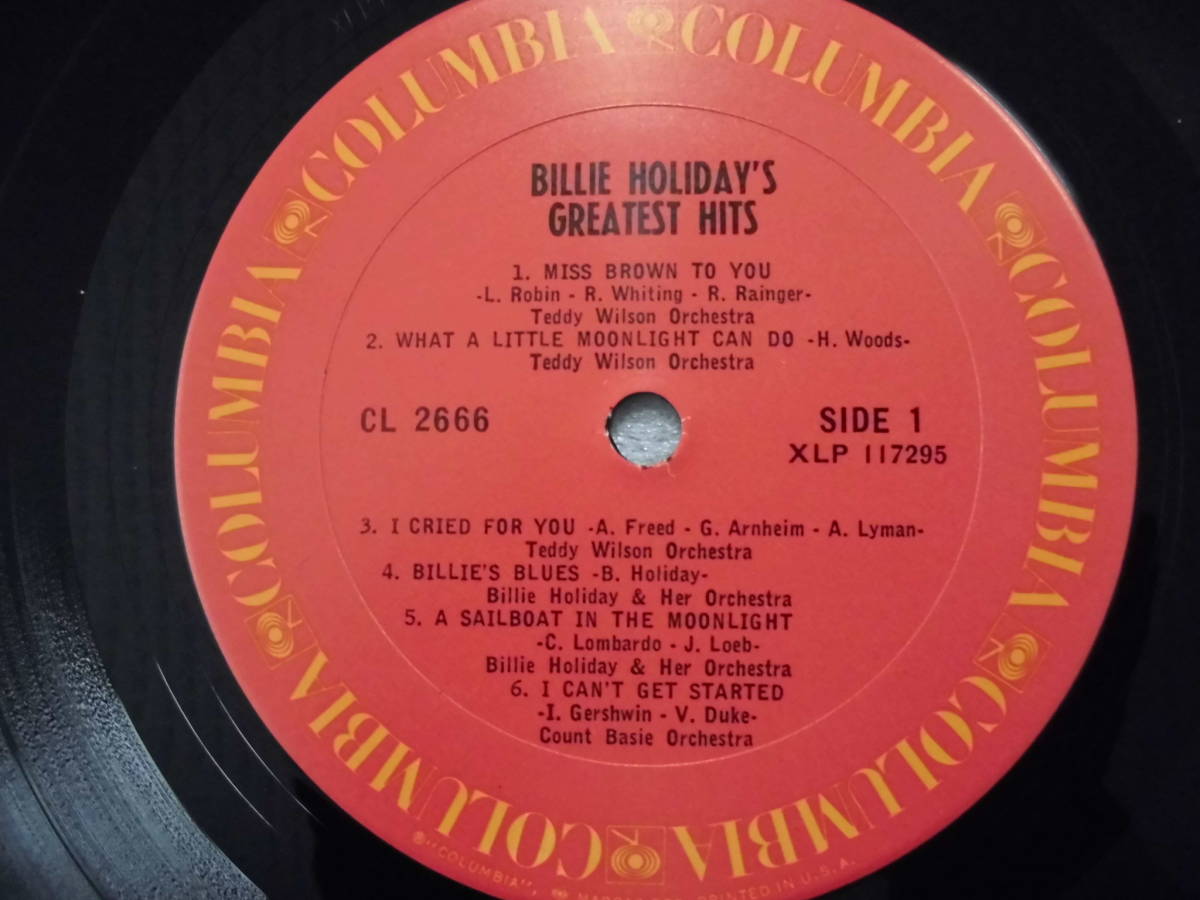 COLUMBIA COLUMBIA COLUMBIA COLUMBIA COLUMBIA COLUMBIA COLUMBIA COLUMBIA
BILLIE HOLIDAY'S
GREATEST HITS
1. MISS BROWN TO YOU
-L. Robin - R. Whiting - R. Rainger-
Teddy Wilson Orchestra
2. WHAT A LITTLE MOONLIGHT CAN DO -H. Woods-
Teddy Wilson Orchestra
CL 2666
SIDE 1
XLP 117295
3. I CRIED FOR YOU -A. Freed - G. Arnheim - A. Lyman-
Teddy Wilson Orchestra
4. BILLIE'S BLUES -B. Holiday-
Billie Holiday & Her Orchestra
5. A SAILBOAT IN THE MOONLIGHT
-C. Lombardo - J. Loeb-
Billie Holiday & Her Orchestra
6. I CAN'T GET STARTED
-I. Gershwin - V. Duke-
Count Basie Orchestra
®"COLUMBIA", PRINTED IN U.S.A.